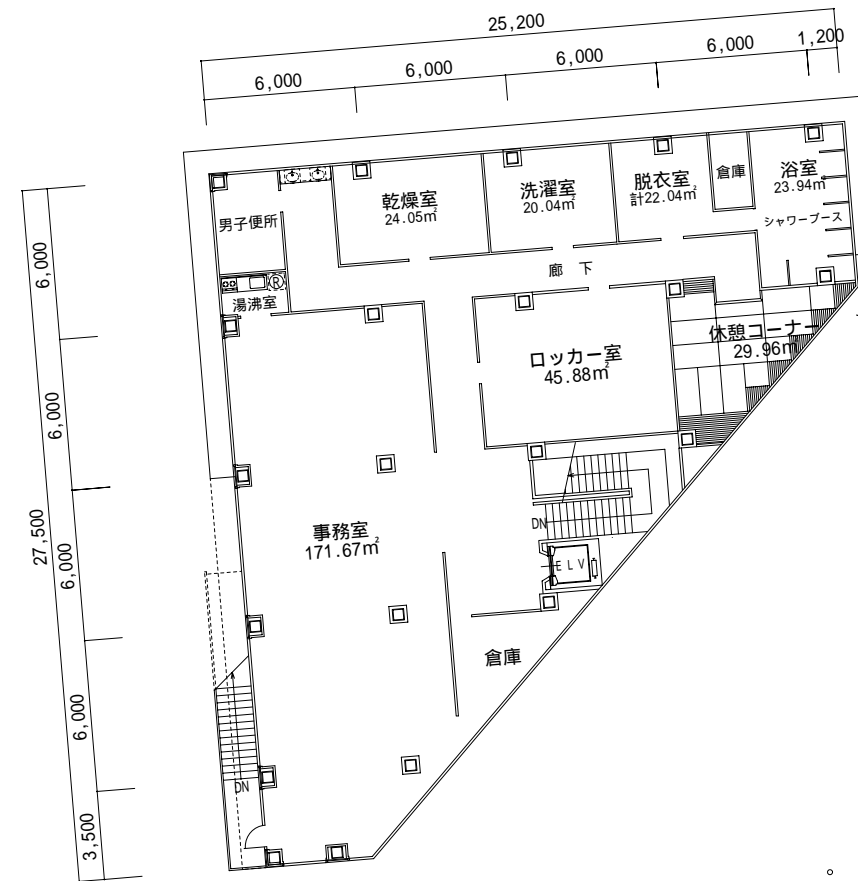 25,200
6,000
6,000
6,000
6,000
1,200
27,500
6,000
6,000
6,000
6,000
3,500
男子便所
乾燥室
24.05㎡
洗濯室
20.04㎡
脱衣室
計22.04㎡
倉庫
浴室
23.94㎡
シャワーブース
廊 下
R
湯沸室
ロッカー室
45.88㎡
休憩コーナー
29.96㎡
事務室
171.67㎡
DN
ELV
倉庫
DN
。